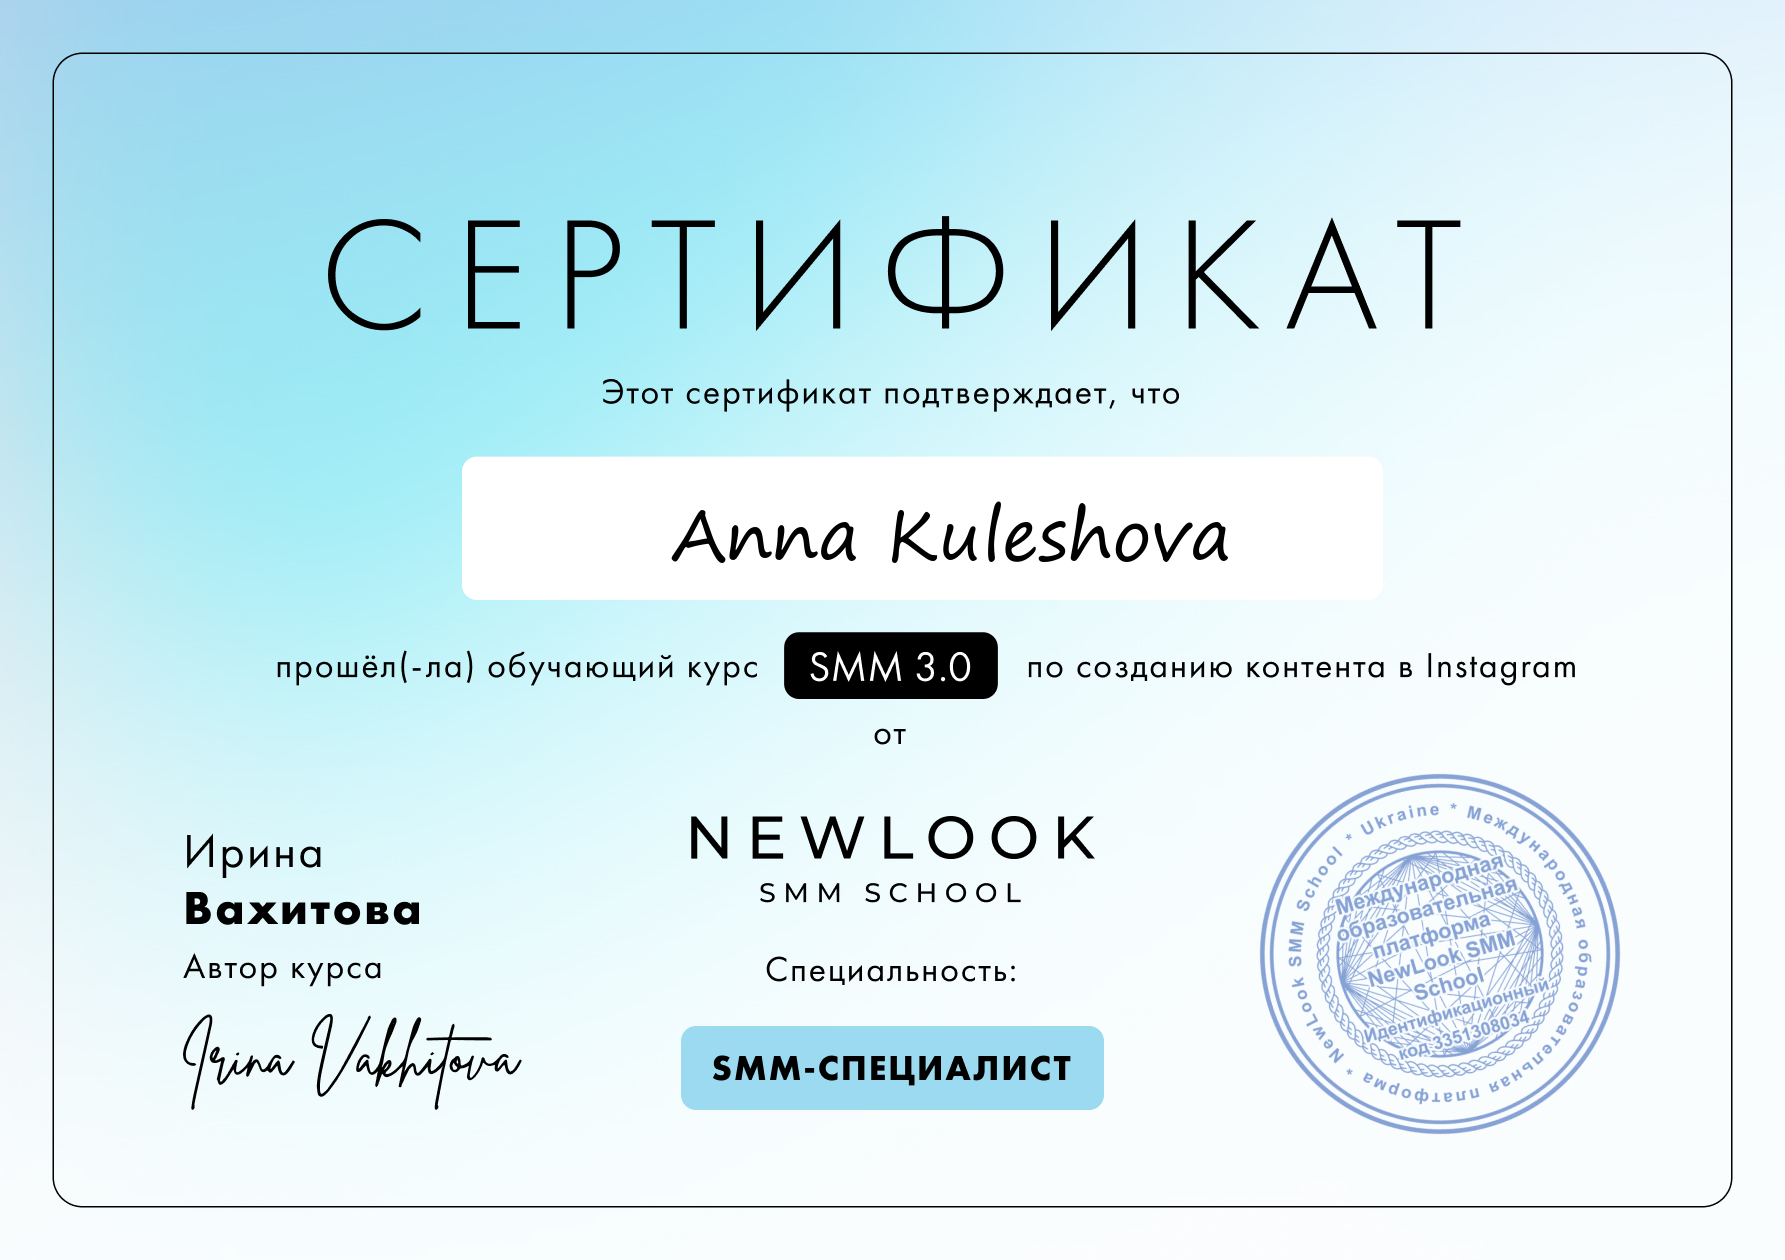 СЕРТИФИКАТ
Этот сертификат подтверждает, что
Anna Kuleshova
прошёл(-ла) обучающий курс SMM 3.0 по созданию контента в Instagram
от
NEWLOOK
SMM SCHOOL
Ирина
Вахитова
Автор курса
Irina Vakhitova
Специальность:
SMM-СПЕЦИАЛИСТ
* Ukraine * Международная образовательная платформа * NewLook SMM School
Международная
образовательная
платформа
NewLook SMM
School
Идентификационный
код 3351308034